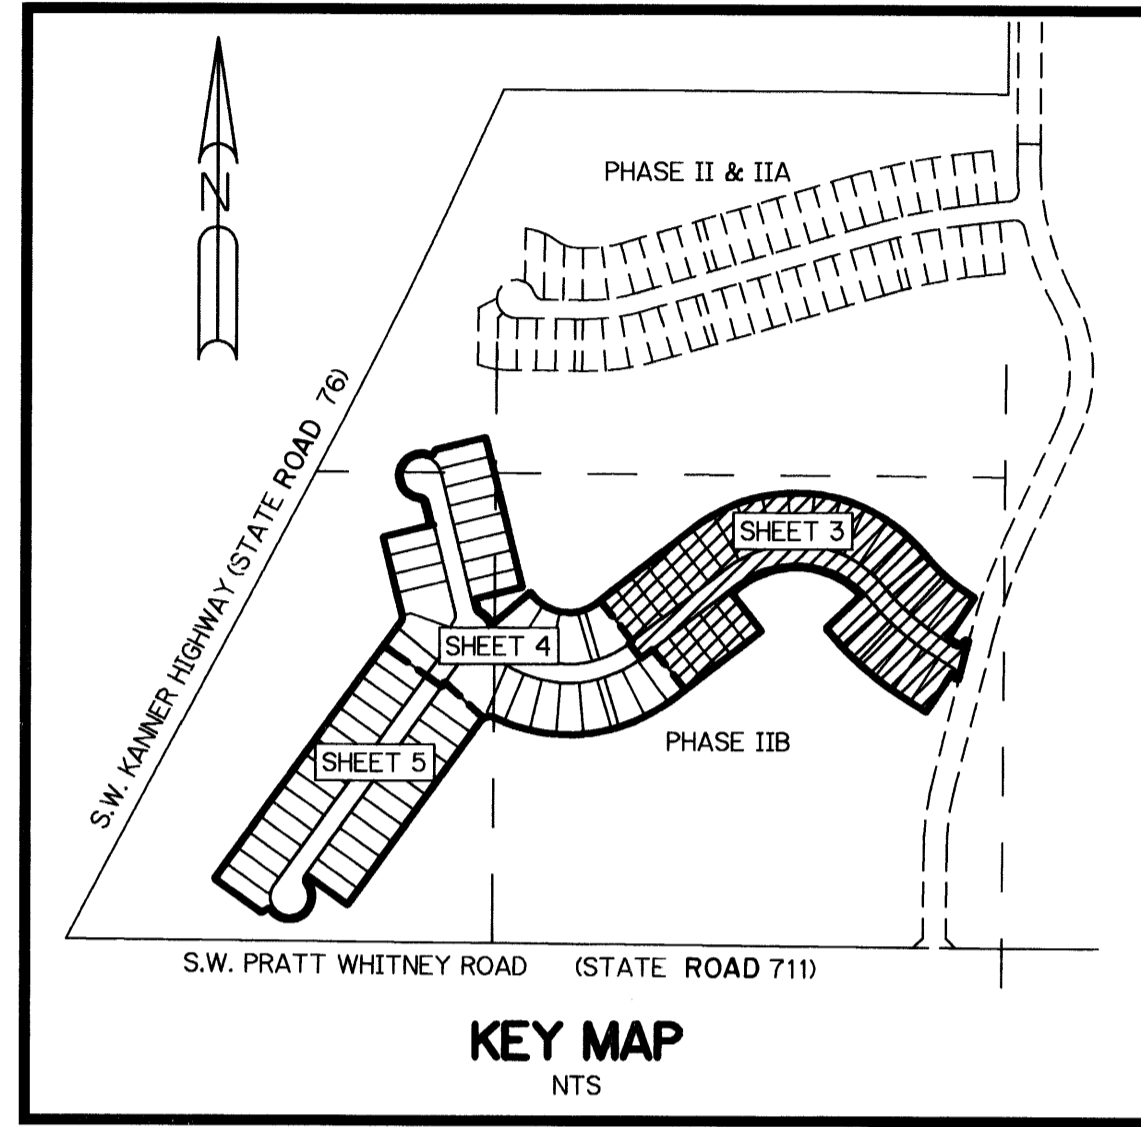 N
PHASE II & IIA
S.W. KANNER HIGHWAY (STATE ROAD 76)
SHEET 3
SHEET 4
PHASE IIB
SHEET 5
S.W. PRATT WHITNEY ROAD (STATE ROAD 711)
KEY MAP
NTS